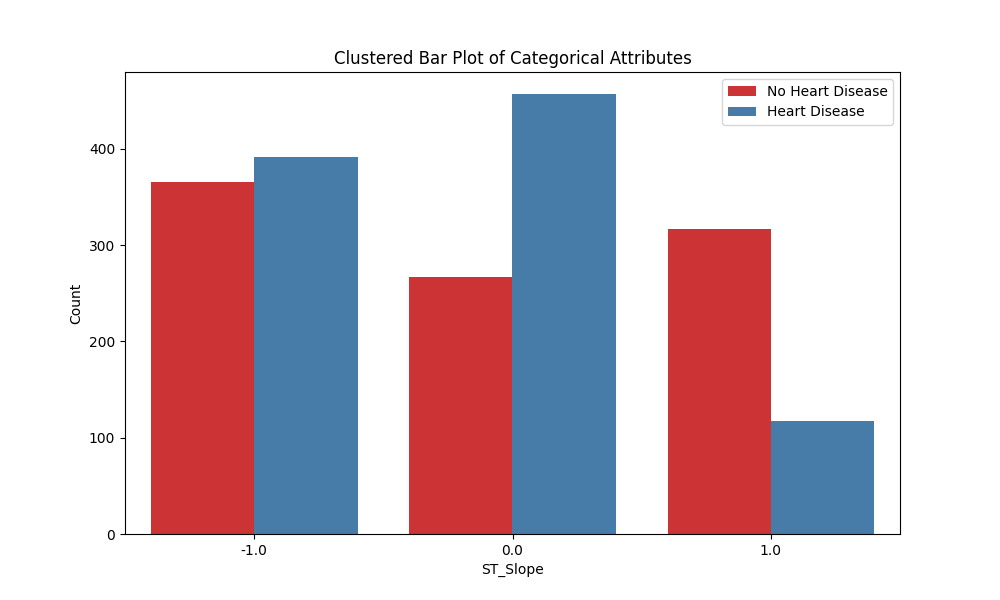 Clustered Bar Plot of Categorical Attributes
No Heart Disease
Heart Disease
400
300
200
100
0
Count
-1.0 0.0 1.0
ST_Slope